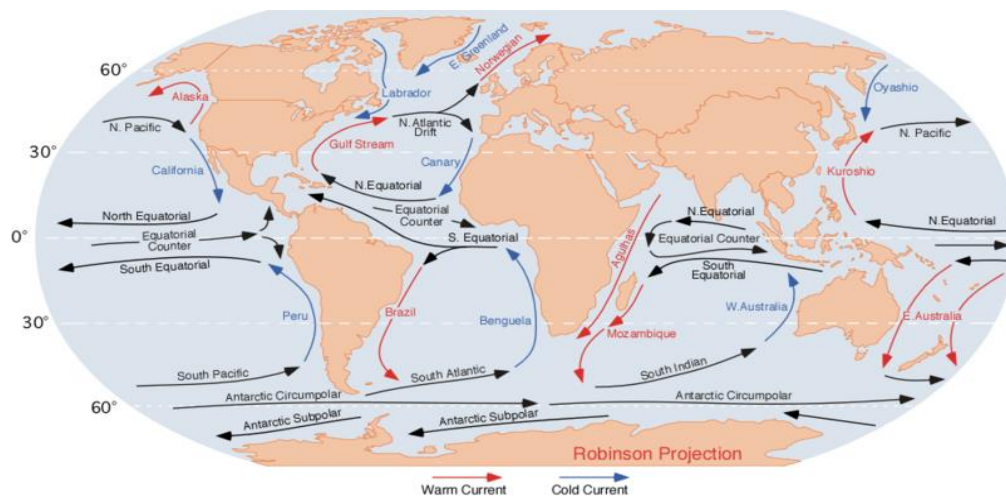 60°
E. Greenland
Norwegian
Alaska
Labrador
Oyashio
N. Pacific
N. Atlantic
Drift
N. Pacific
30°
Gulf Stream
California
Canary
Kuroshio
N.Equatorial
North Equatorial
Equatorial
Counter
N.Equatorial
N.Equatorial
0°
Equatorial
Counter
S. Equatorial
Equatorial Counter
Agulhas
South Equatorial
South
Equatorial
Peru
Brazil
Benguela
W.Australia
E.Australia
30°
Mozambique
South Pacific
South Atlantic
South Indian
Antarctic Circumpolar
Antarctic Circumpolar
60°
Antarctic Subpolar
Antarctic Subpolar
Robinson Projection
Warm Current
Cold Current